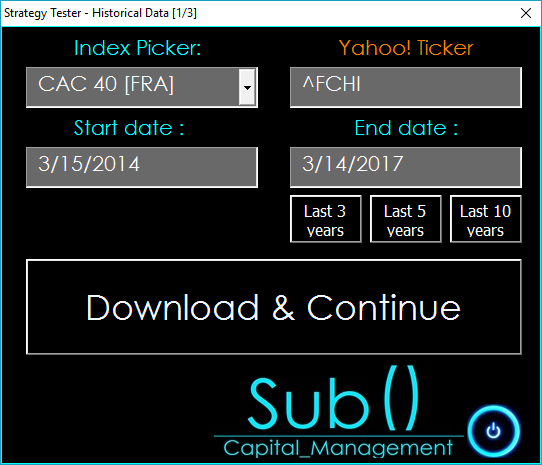 Strategy Tester - Historical Data [1/3]
Index Picker: Yahoo! Ticker
CAC 40 [FRA] ^FCHI
Start date : End date :
3/15/2014 3/14/2017
Last 3 years
Last 5 years
Last 10 years
Download & Continue
Sub()
Capital_Management